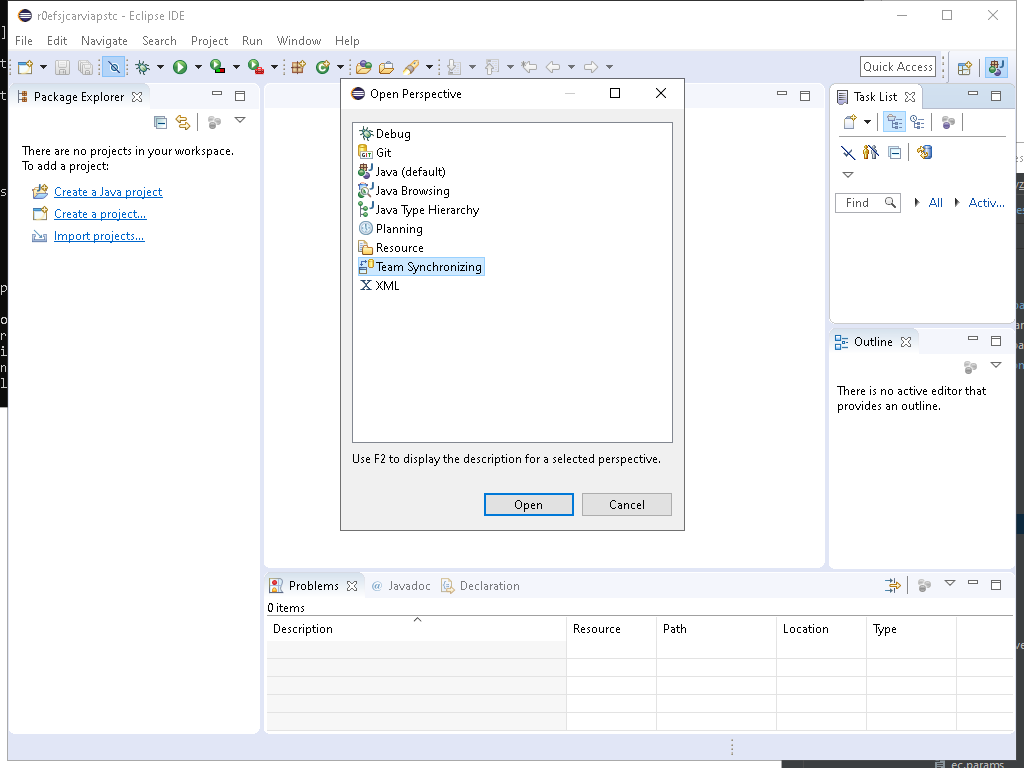 r0efsjcarviapstc - Eclipse IDE
File Edit Navigate Search Project Run Window Help
Quick Access
Package Explorer
There are no projects in your workspace.
To add a project:
Create a Java project
Create a project...
Import projects...
Open Perspective
Debug
Git
Java (default)
Java Browsing
Java Type Hierarchy
Planning
Resource
Team Synchronizing
XML
Use F2 to display the description for a selected perspective.
Open Cancel
Task List
Find All Activ...
Outline
There is no active editor that
provides an outline.
Problems @ Javadoc Declaration
0 items
Description Resource Path Location Type
ec.params